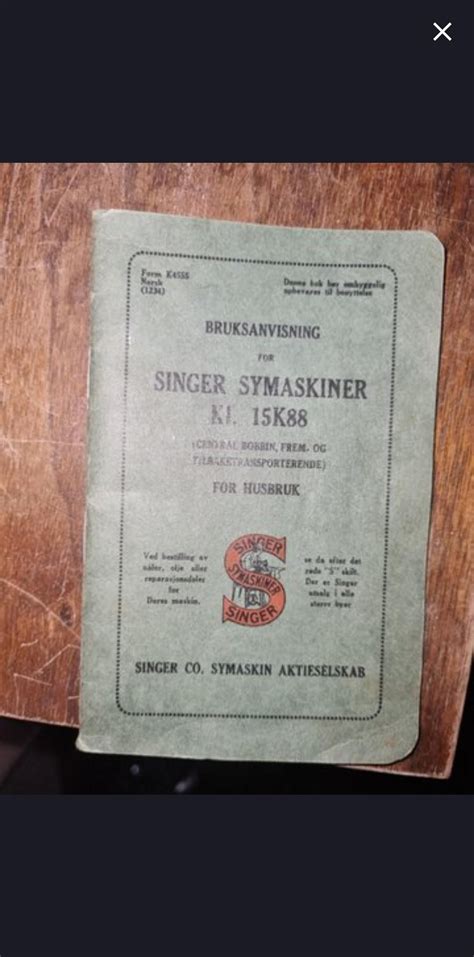 Form K4555
Norsk
(1234)
Denne bok bør omhyggelig
opbevares til benyttelse
BRUKSANVISNING
FOR
SINGER SYMASKINER
Kl. 15K88
(CENTRAL BOBBIN, FREM- OG
TILBAKETRANSPORTERENDE)
FOR HUSBRUK
Ved bestilling av
nåler, olje eller
reparasjonsdeler
for
Deres maskin.
SINGER
SYMASKINER
SINGER
se da efter det
røde "S" skilt.
Der er Singer
utsalg i alle
større byer
SINGER CO. SYMASKIN AKTIESELSKAB